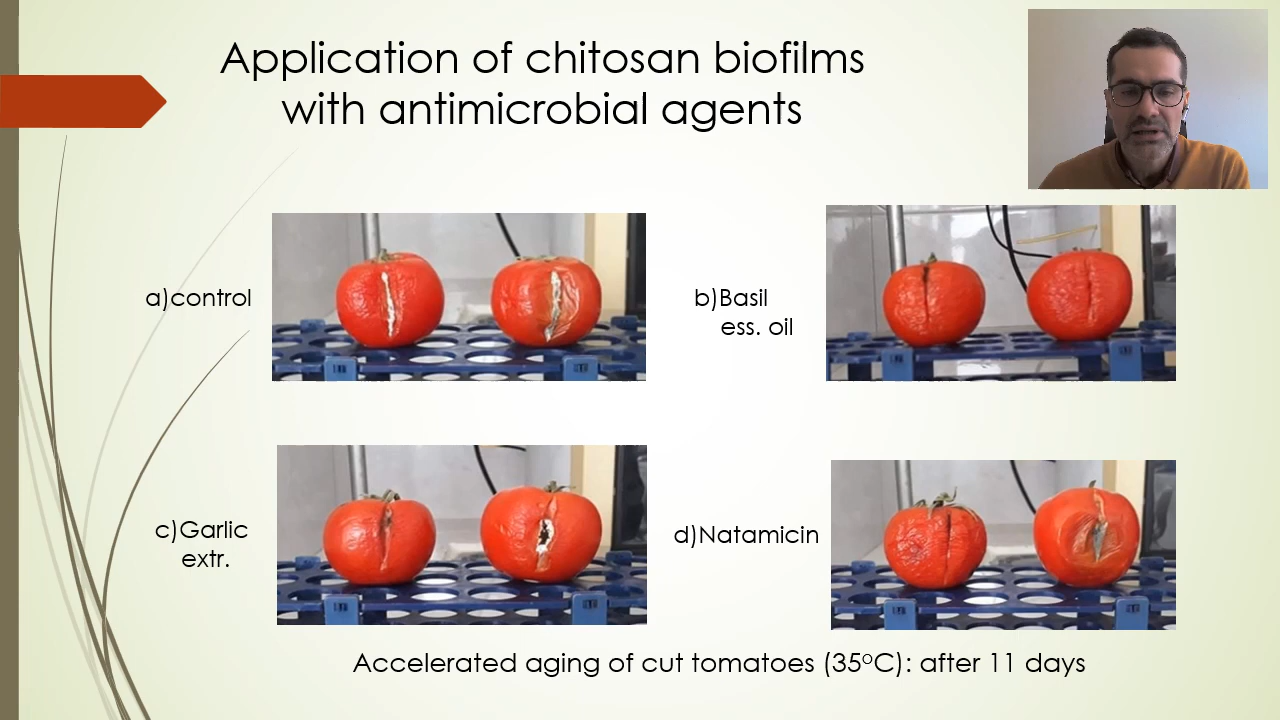 Application of chitosan biofilms
with antimicrobial agents
a)control
b)Basil
ess. oil
c)Garlic
extr.
d)Natamicin
Accelerated aging of cut tomatoes (35ºC): after 11 days